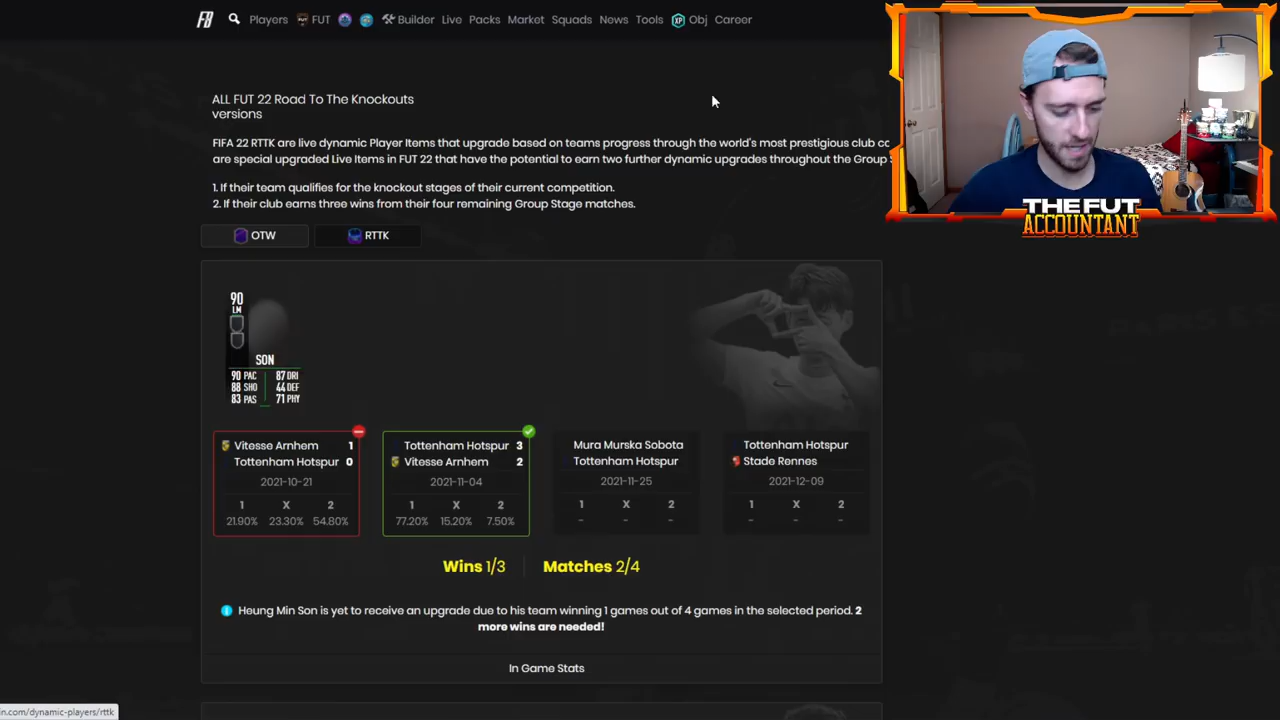 FB Players FUT Builder Live Packs Market Squads News Tools XP Obj Career
ALL FUT 22 Road To The Knockouts
versions
FIFA 22 RTTK are live dynamic Player Items that upgrade based on teams progress through the world's most prestigious club co
are special upgraded Live Items in FUT 22 that have the potential to earn two further dynamic upgrades throughout the Group
1. If their team qualifies for the knockout stages of their current competition.
2. If their club earns three wins from their four remaining Group Stage matches.
THE FUT
ACCOUNTANT
OTW RTTK
90
LM
SON
90 PAC 87 DRI
88 SHO 44 DEF
83 PAS 71 PHY
Vitesse Arnhem 1
Tottenham Hotspur 0
2021-10-21
1 X 2
21.90% 23.30% 54.80%
Tottenham Hotspur 3
Vitesse Arnhem 2
2021-11-04
1 X 2
77.20% 15.20% 7.50%
Mura Murska Sobota
Tottenham Hotspur
2021-11-25
1 X 2
- - -
Tottenham Hotspur
Stade Rennes
2021-12-09
1 X 2
- - -
Wins 1/3 Matches 2/4
Heung Min Son is yet to receive an upgrade due to his team winning 1 games out of 4 games in the selected period. 2
more wins are needed!
In Game Stats
in.com/dynamic-players/rttk